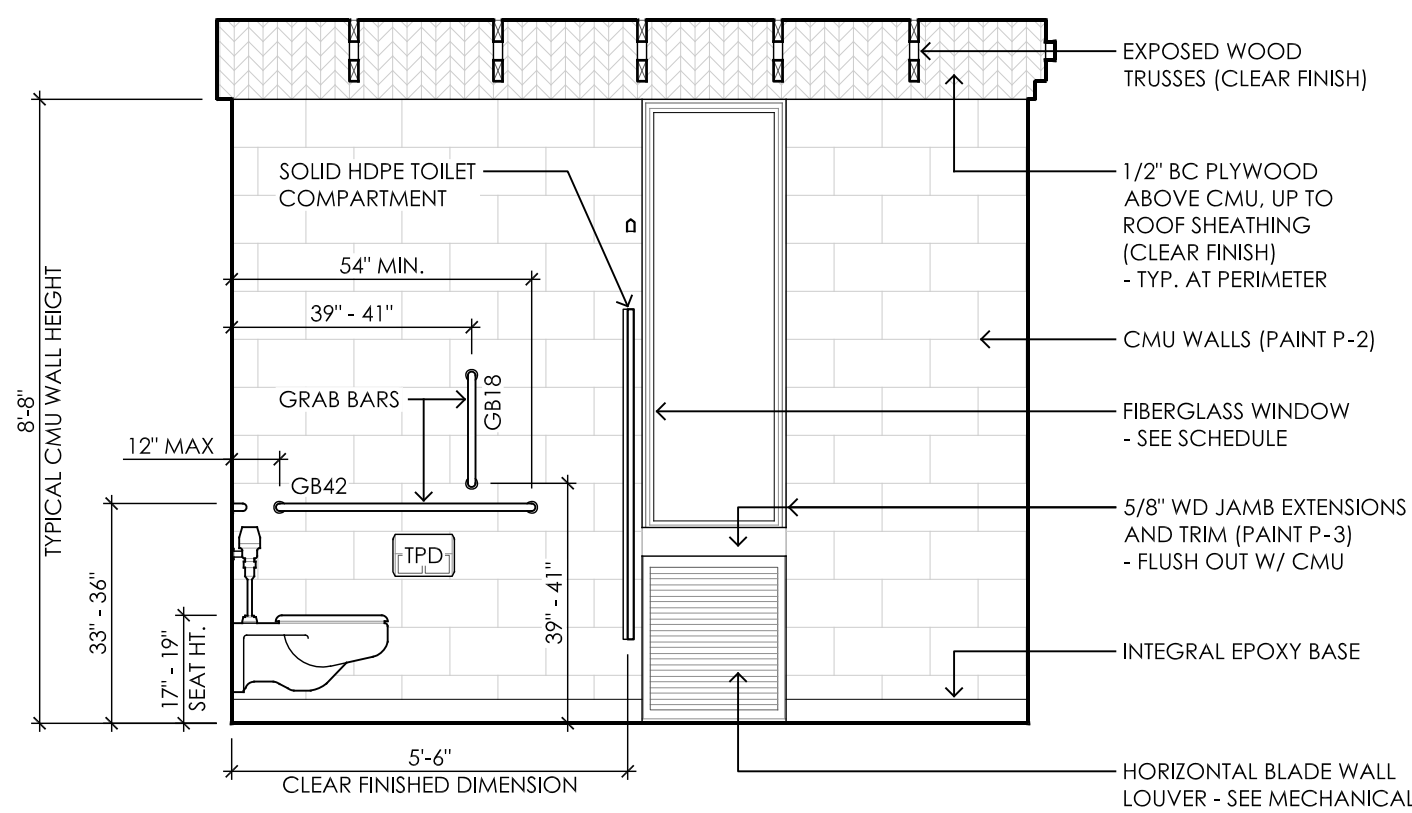 EXPOSED WOOD
TRUSSES (CLEAR FINISH)
1/2" BC PLYWOOD
ABOVE CMU, UP TO
ROOF SHEATHING
(CLEAR FINISH)
- TYP. AT PERIMETER
CMU WALLS (PAINT P-2)
FIBERGLASS WINDOW
- SEE SCHEDULE
5/8" WD JAMB EXTENSIONS
AND TRIM (PAINT P-3)
- FLUSH OUT W/ CMU
INTEGRAL EPOXY BASE
HORIZONTAL BLADE WALL
LOUVER - SEE MECHANICAL
SOLID HDPE TOILET
COMPARTMENT
54" MIN.
39" - 41"
GRAB BARS
GB18
12" MAX
GB42
TPD
8'-8"
TYPICAL CMU WALL HEIGHT
33" - 36"
17" - 19"
SEAT HT.
39" - 41"
5'-6"
CLEAR FINISHED DIMENSION